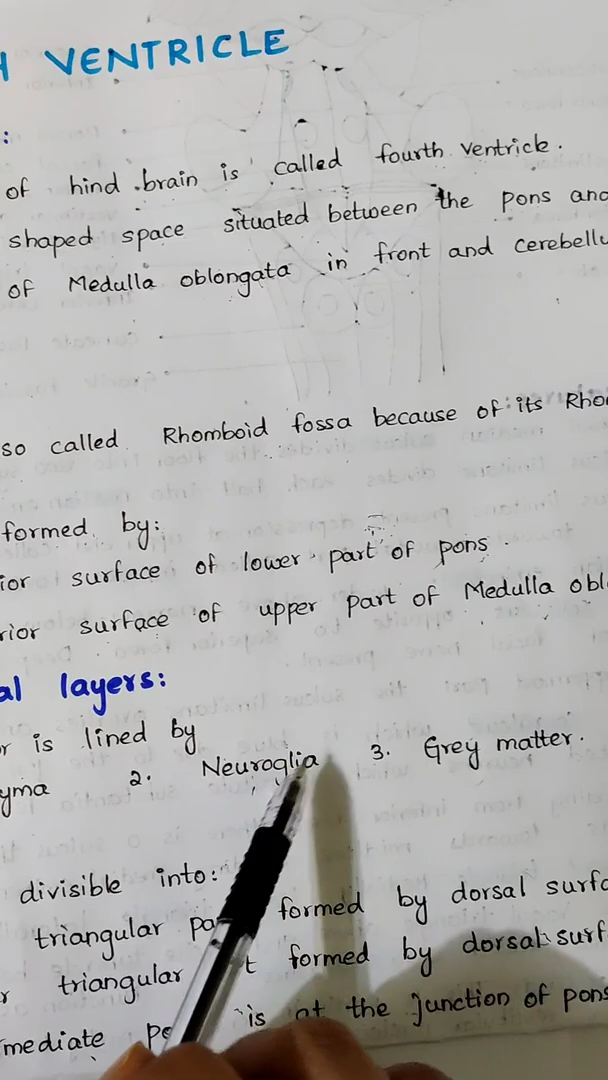 H VENTRICLE
:
of hind brain is called fourth ventricle.
shaped space situated between the pons and
of Medulla oblongata in front and cerebellu
so called Rhomboid fossa because of its Rho
formed by:
ior surface of lower part of pons.
rior surface of upper part of Medulla obl
al layers:
r is lined by
yma 2. Neuroglia 3. Grey matter.
divisible into:
triangular pa formed by dorsal surfa
r triangular t formed by dorsal surf
mediate p is at the junction of pons